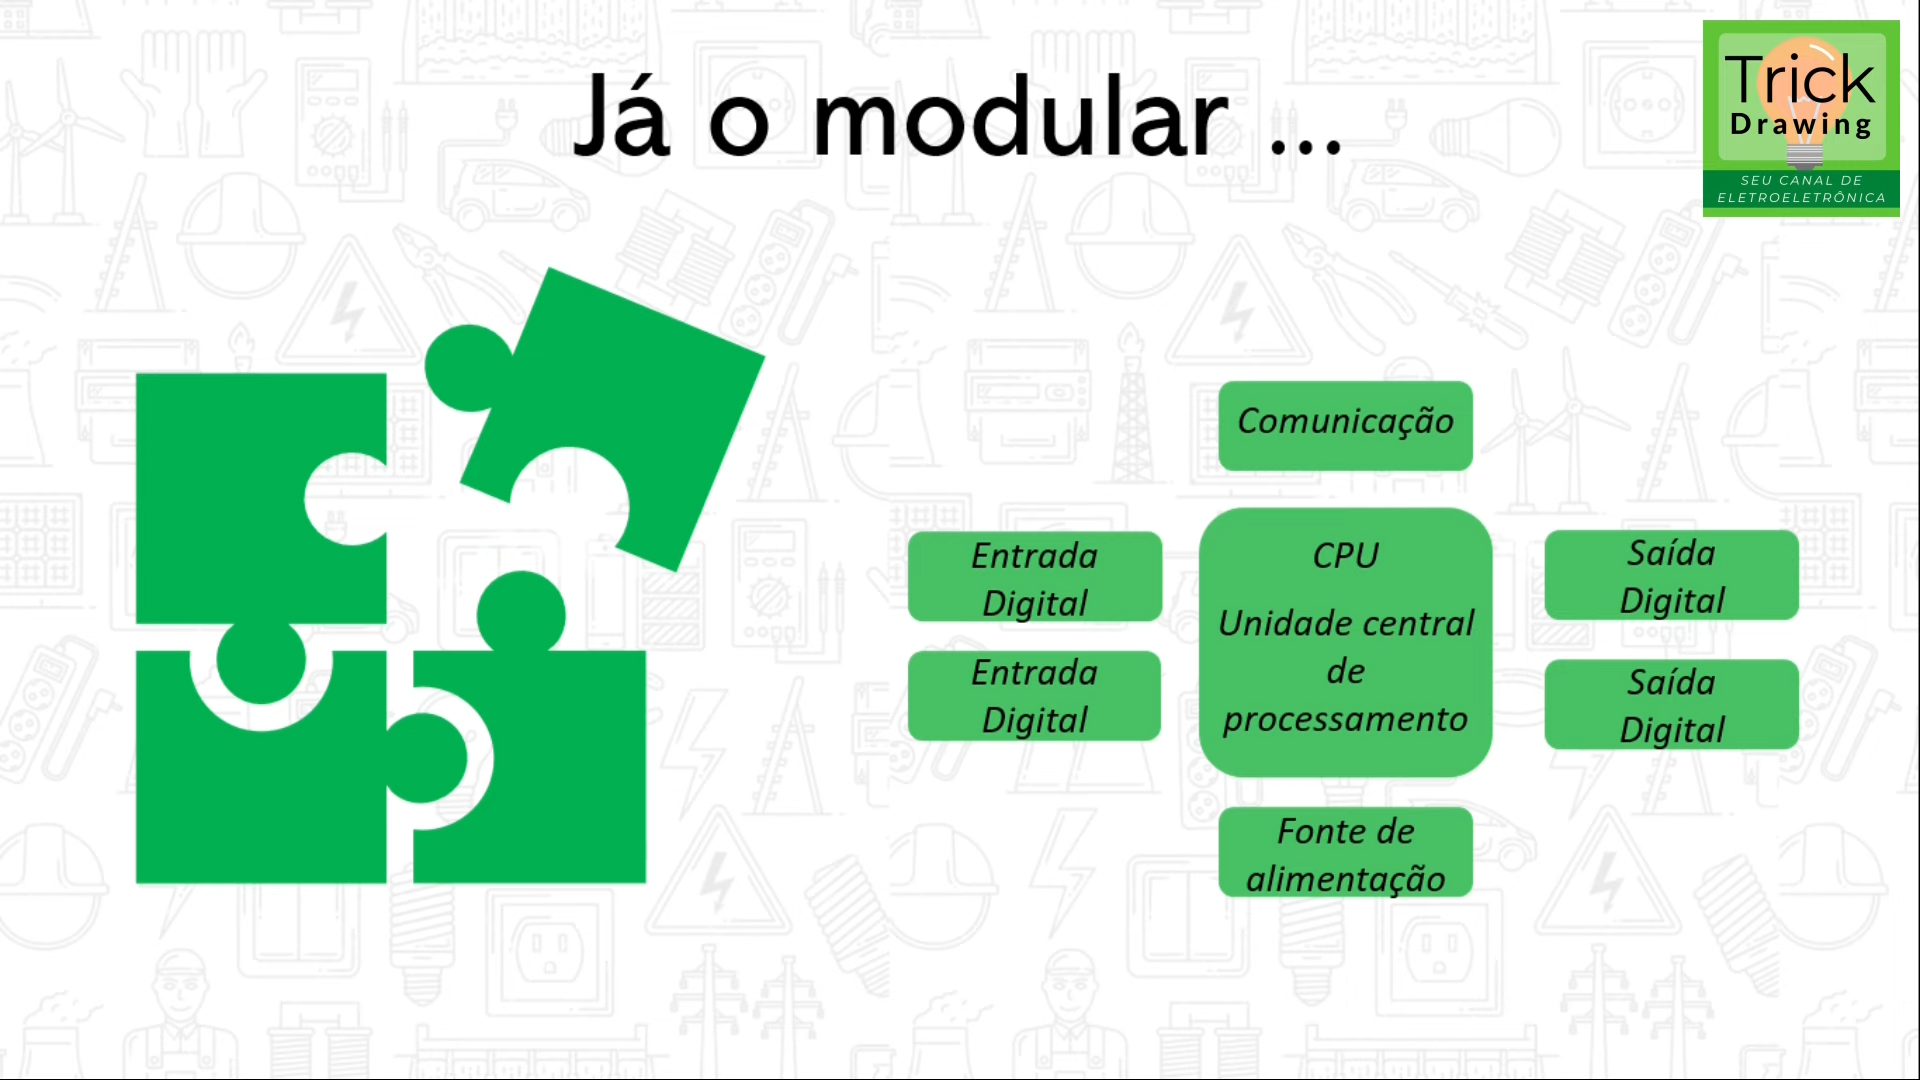 Já o modular ...
Trick
Drawing
SEU CANAL DE
ELETROELETRÔNICA
Comunicação
Entrada
Digital
Entrada
Digital
CPU
Unidade central
de
processamento
Saída
Digital
Saída
Digital
Fonte de
alimentação